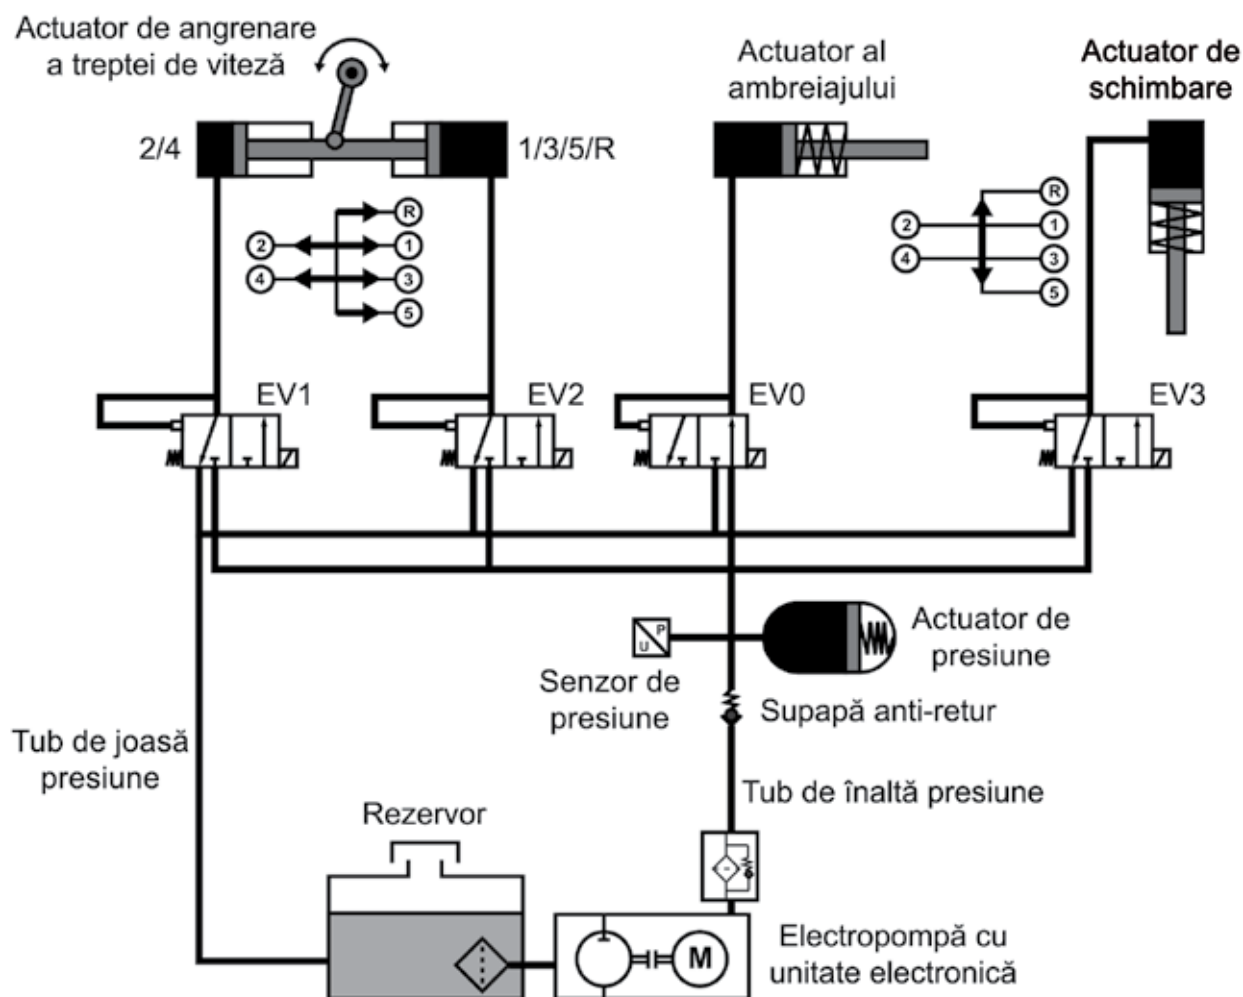 Actuator de angrenare
a treptei de viteză
2/4
1/3/5/R
R
2
1
4
3
5
Actuator al
ambreiajului
R
2
1
4
3
5
Actuator de
schimbare
EV1
EV2
EV0
EV3
P
U
Senzor de
presiune
Actuator de
presiune
Supapă anti-retur
Tub de joasă
presiune
Tub de înaltă presiune
Rezervor
M
Electropompă cu
unitate electronică